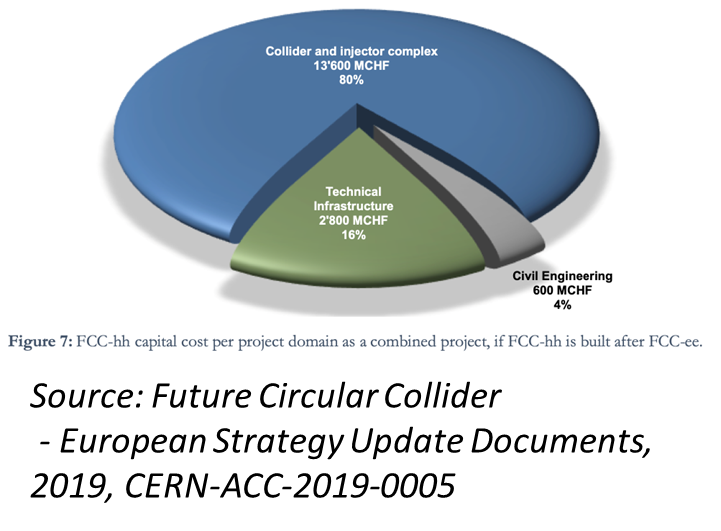 Collider and injector complex
13'600 MCHF
80%
Technical
Infrastructure
2'800 MCHF
16%
Civil Engineering
600 MCHF
4%
Figure 7: FCC-hh capital cost per project domain as a combined project, if FCC-hh is built after FCC-ee.
Source: Future Circular Collider
- European Strategy Update Documents,
2019, CERN-ACC-2019-0005